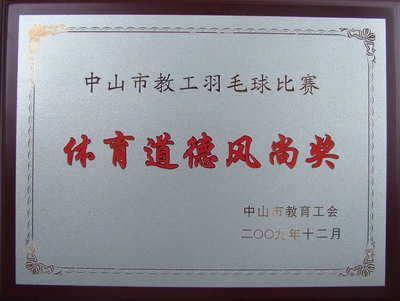 中山市教工羽毛球比赛
体育道德风尚奖
中山市教育工会
二〇〇九年十二月